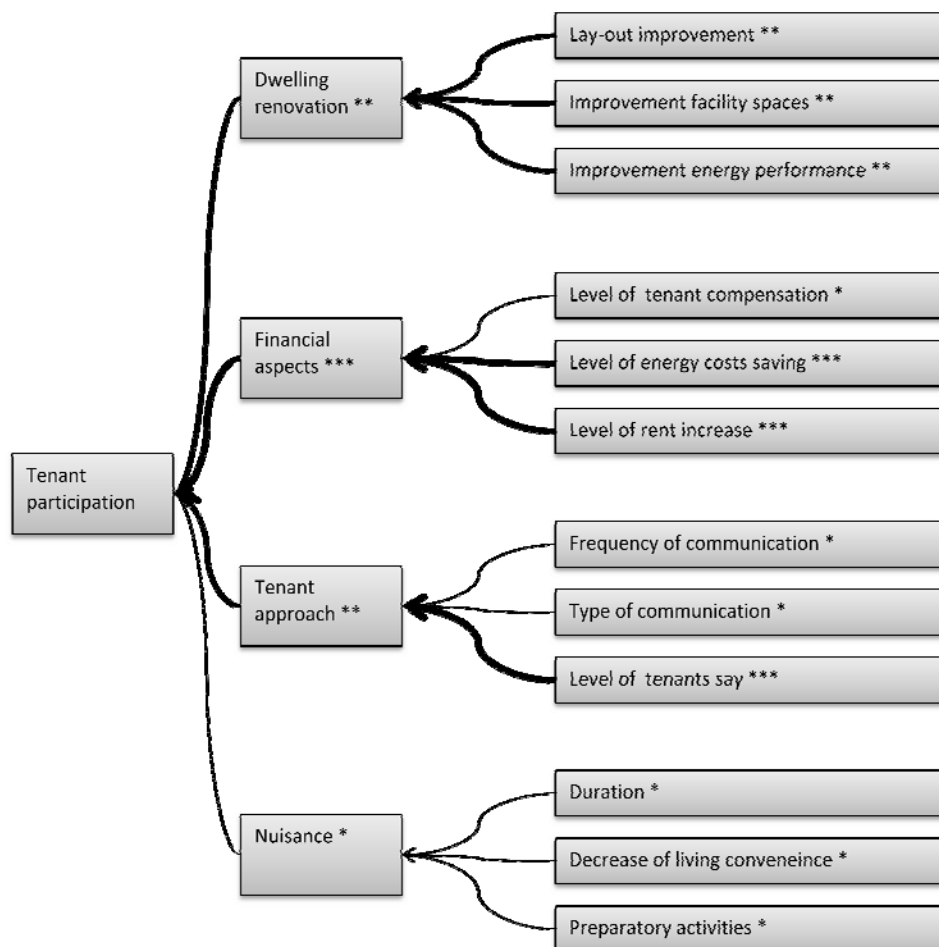 Lay-out improvement **
Dwelling
renovation **
Improvement facility spaces **
Improvement energy performance **
Level of tenant compensation *
Financial
aspects ***
Level of energy costs saving ***
Level of rent increase ***
Tenant
participation
Frequency of communication *
Tenant
approach **
Type of communication *
Level of tenants say ***
Duration *
Nuisance *
Decrease of living conveneince *
Preparatory activities *